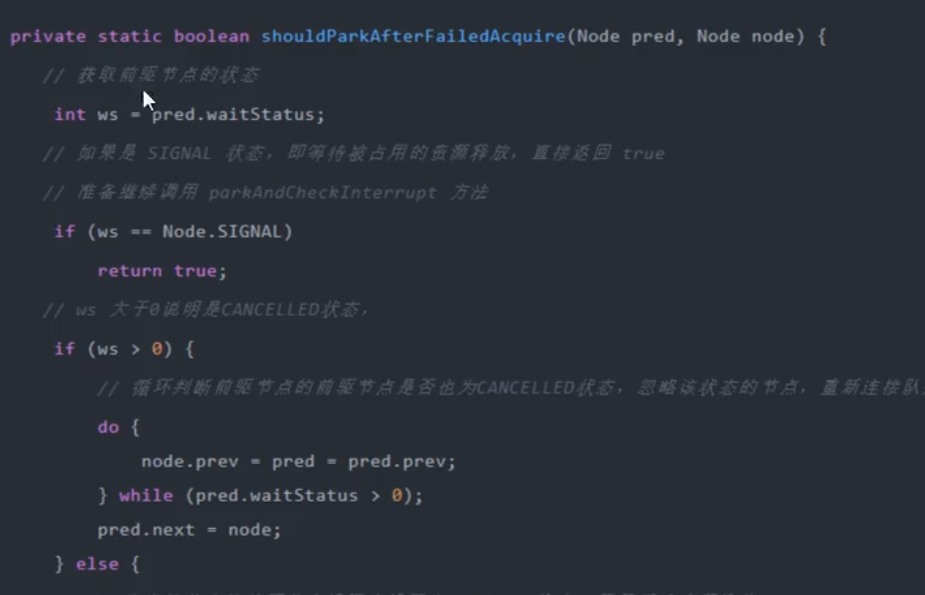 private static boolean shouldParkAfterFailedAcquire(Node pred, Node node) {
// 获取前驱节点的状态
int ws = pred.waitStatus;
// 如果是 SIGNAL 状态，即等待被占用的资源释放，直接返回 true
// 准备继续调用 parkAndCheckInterrupt 方法
if (ws == Node.SIGNAL)
return true;
// ws 大于0说明是CANCELLED状态，
if (ws > 0) {
// 循环判断前驱节点的前驱节点是否也为CANCELLED状态，忽略该状态的节点，重新连接队
do {
node.prev = pred = pred.prev;
} while (pred.waitStatus > 0);
pred.next = node;
} else {